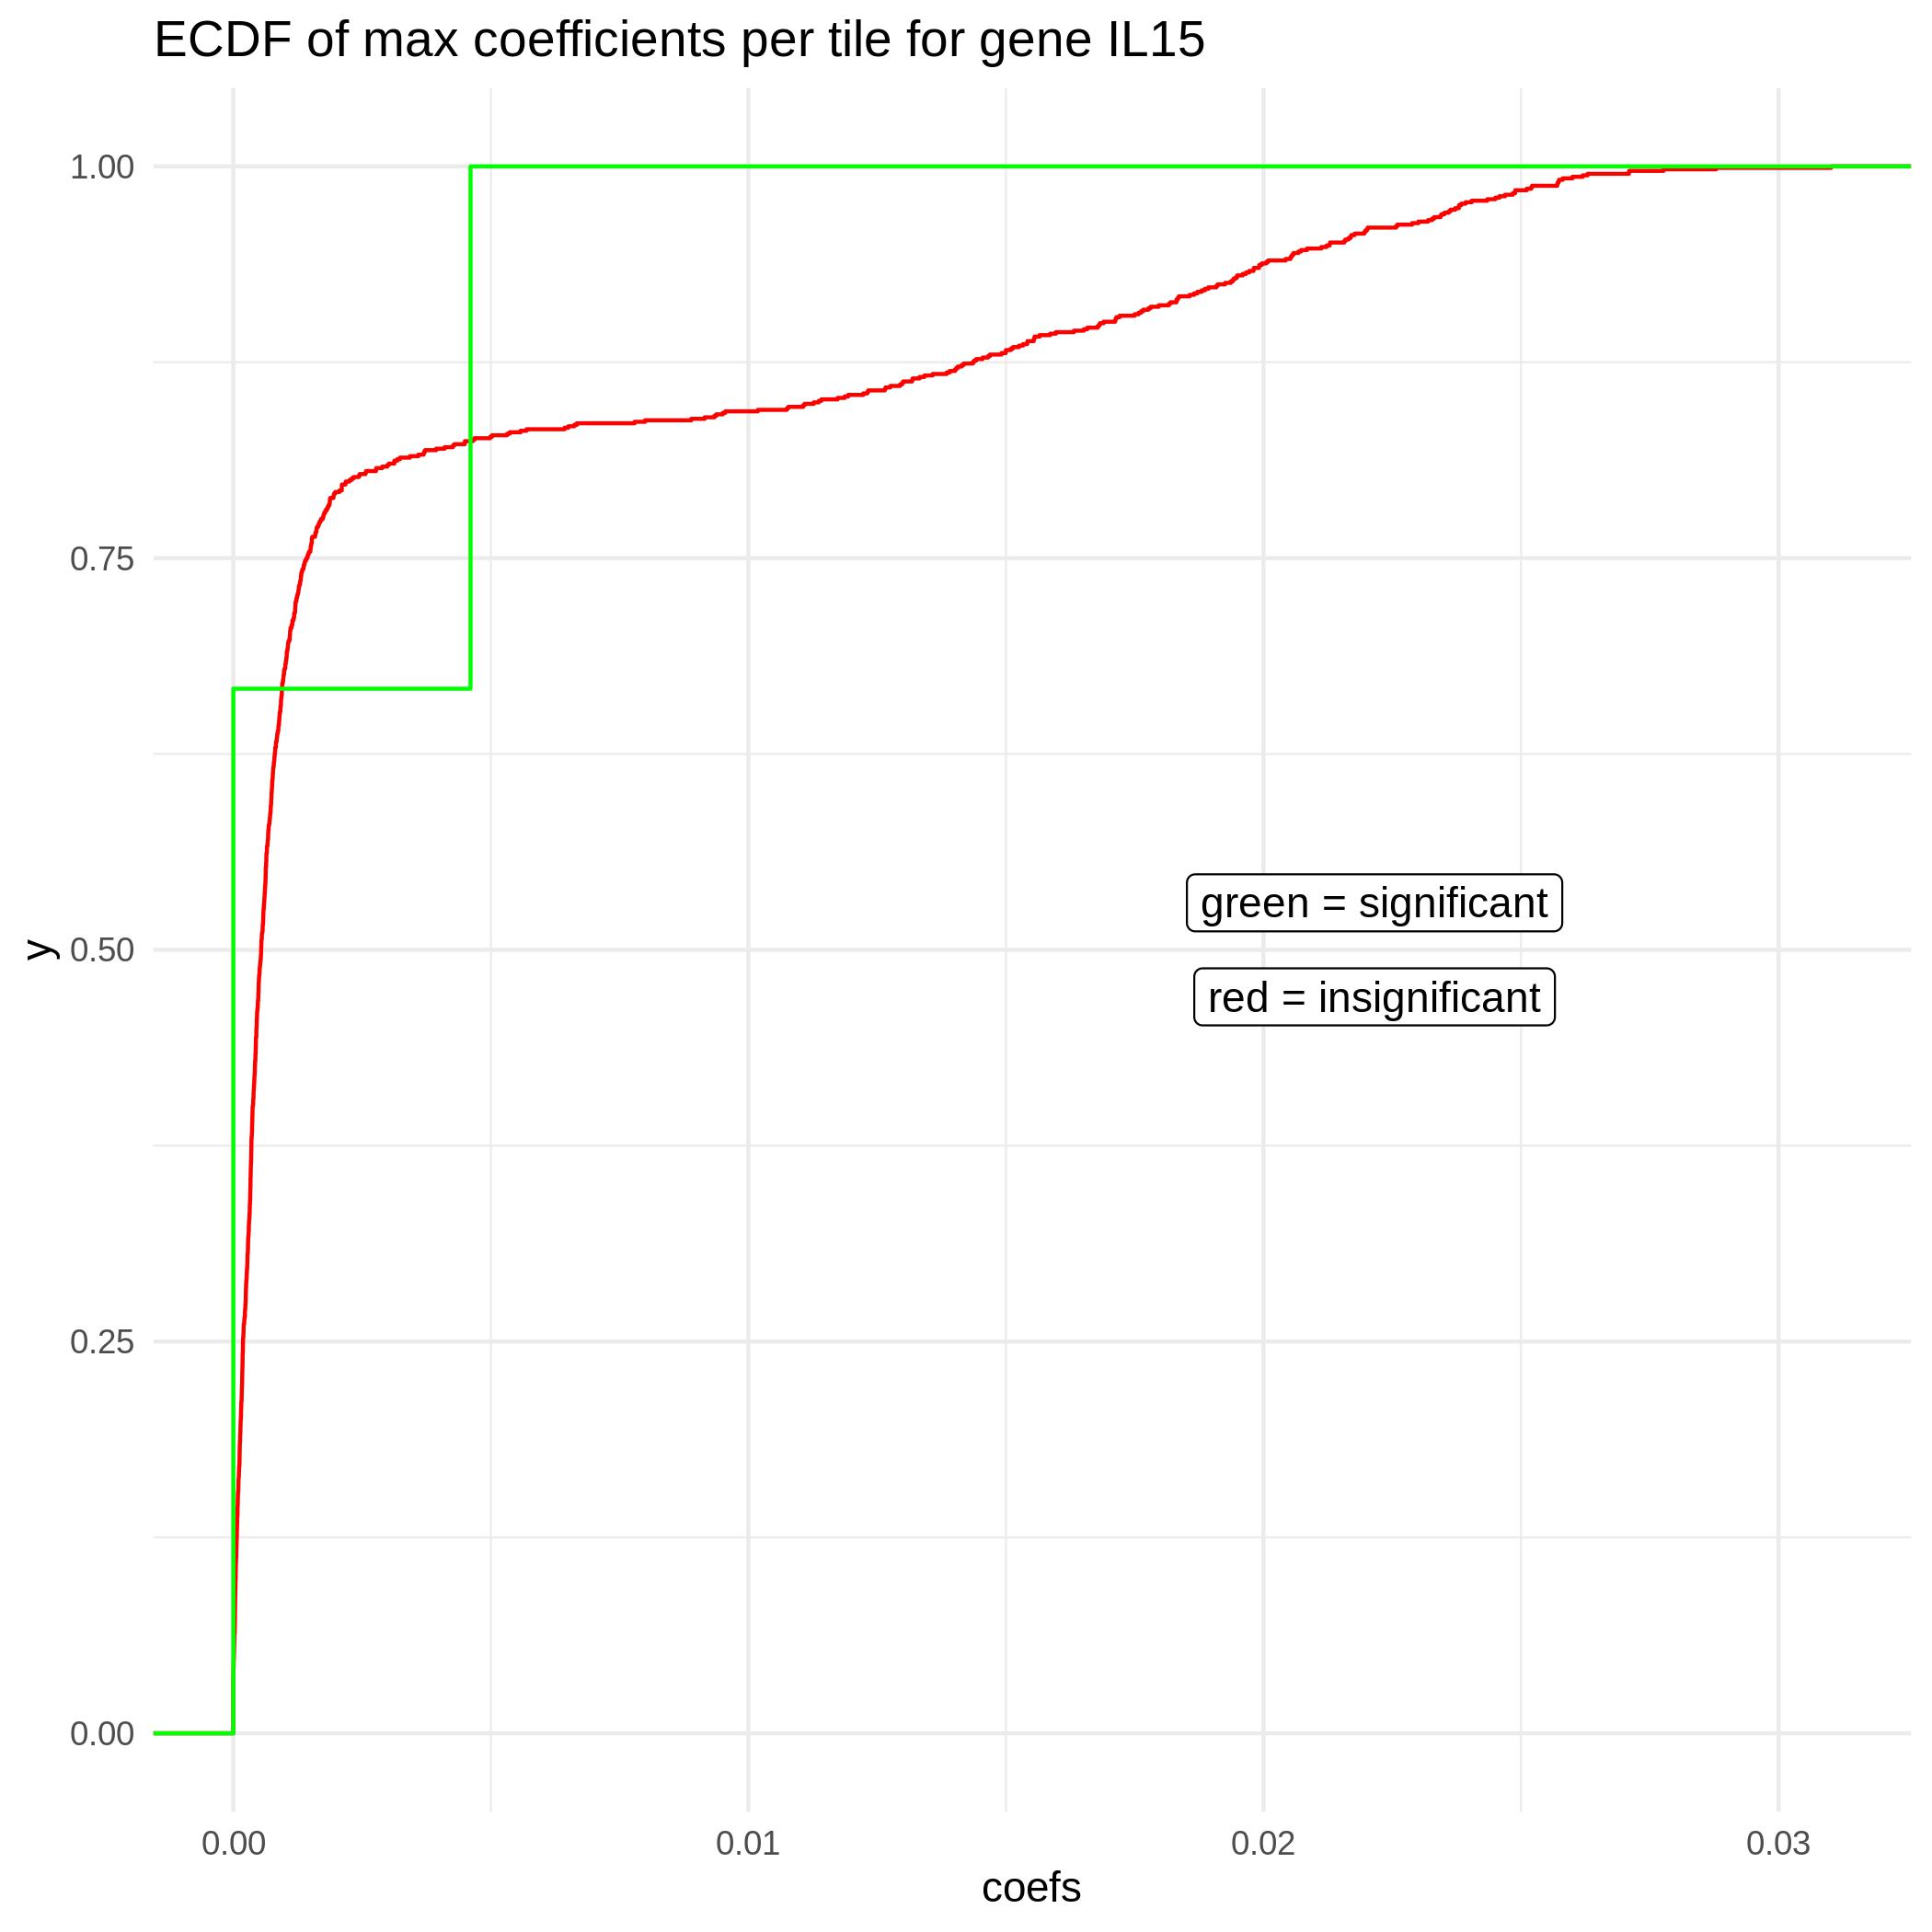 ECDF of max coefficients per tile for gene IL15
1.00
0.75
0.50
0.25
0.00
y
green = significant
red = insignificant
0.00 0.01 0.02 0.03
coefs